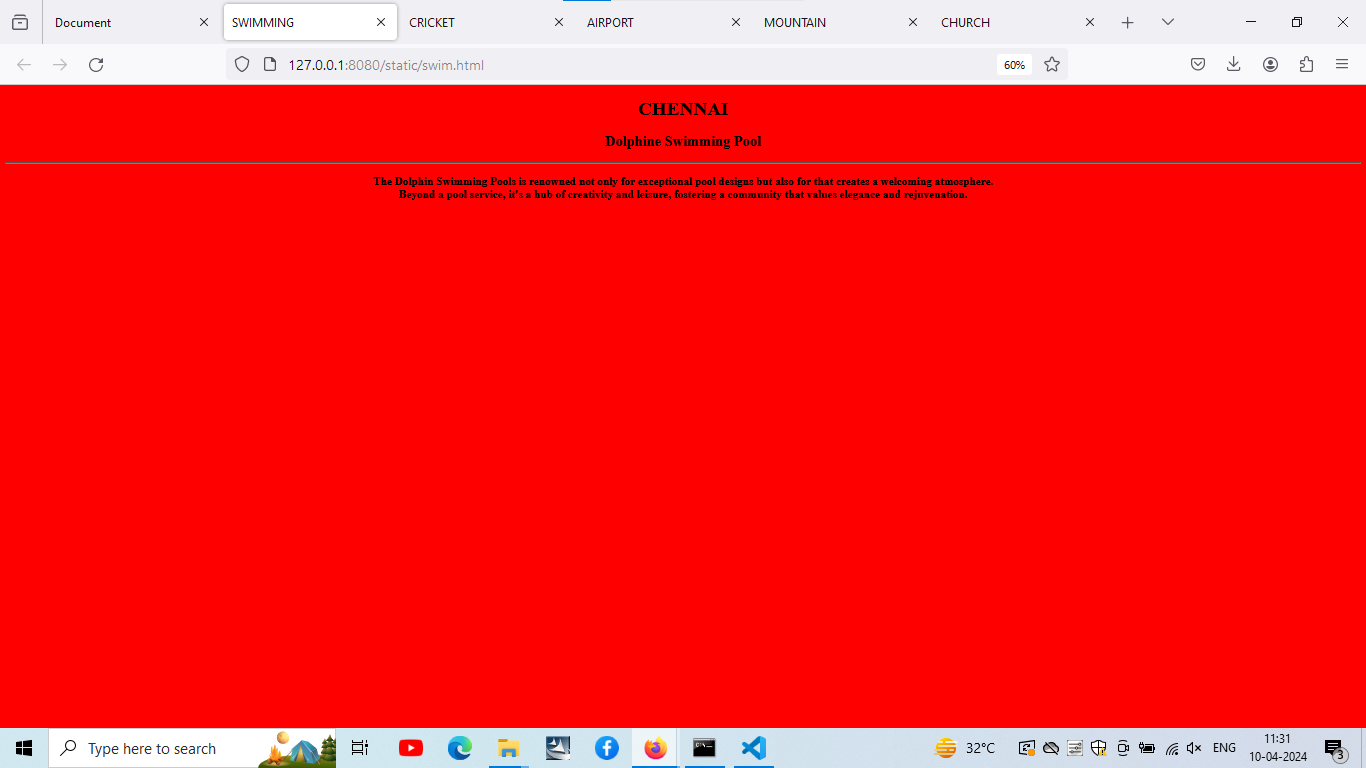 Document
SWIMMING
CRICKET
AIRPORT
MOUNTAIN
CHURCH
127.0.0.1:8080/static/swim.html
60%
CHENNAI
Dolphine Swimming Pool
The Dolphin Swimming Pools is renowned not only for exceptional pool designs but also for that creates a welcoming atmosphere.
Beyond a pool service, it's a hub of creativity and leisure, fostering a community that values elegance and rejuvenation.
Type here to search
32°C
ENG
11:31
10-04-2024
3